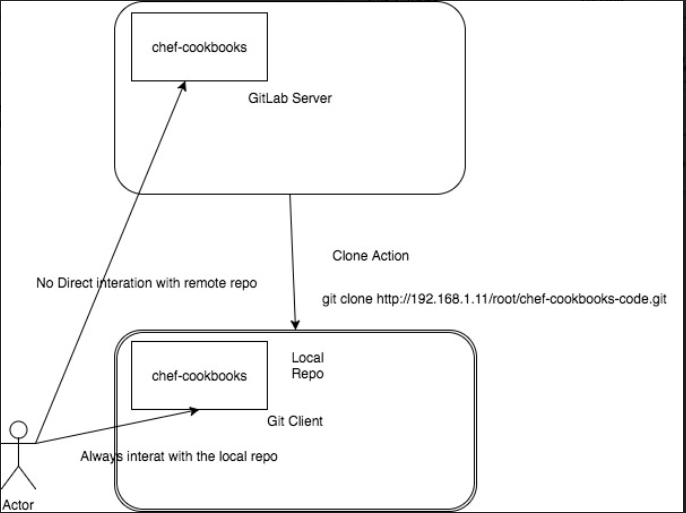 chef-cookbooks
GitLab Server
Clone Action
No Direct interation with remote repo
git clone http://192.168.1.11/root/chef-cookbooks-code.git
Local
Repo
chef-cookbooks
Git Client
Always interat with the local repo
Actor